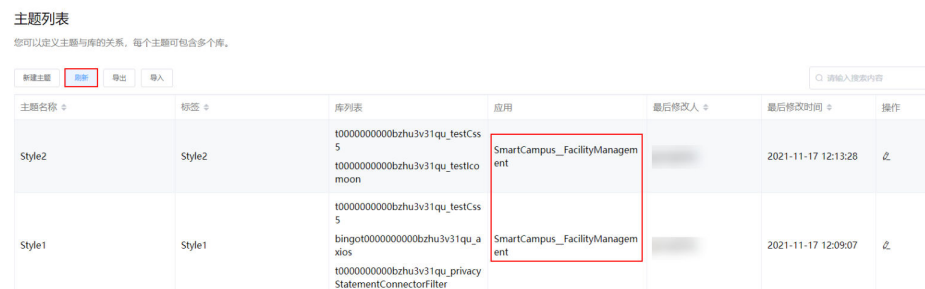 主题列表
您可以定义主题与库的关系，每个主题可包含多个库。
新建主题 刷新 导出 导入 请输入搜索内容
主题名称 标签 库列表 应用 最后修改人 最后修改时间 操作
t0000000000bzhu3v31qu_testCss
5
Style2 Style2 SmartCampus__FacilityManagem
ent 2021-11-17 12:13:28
t0000000000bzhu3v31qu_testIco
moon
t0000000000bzhu3v31qu_testCss
5
Style1 Style1 bingot0000000000bzhu3v31qu_a
xios SmartCampus__FacilityManagem
ent 2021-11-17 12:09:07
t0000000000bzhu3v31qu_privacy
StatementConnectorFilter